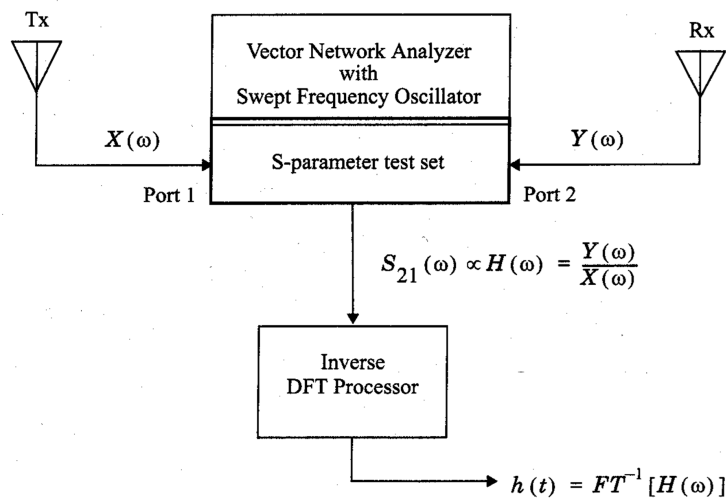 Tx
Vector Network Analyzer
with
Swept Frequency Oscillator
Rx
X(ω)
S-parameter test set
Y(ω)
Port 1
Port 2
S₂₁(ω) ∝ H(ω) = Y(ω)/X(ω)
Inverse
DFT Processor
h(t) = FT⁻¹[H(ω)]